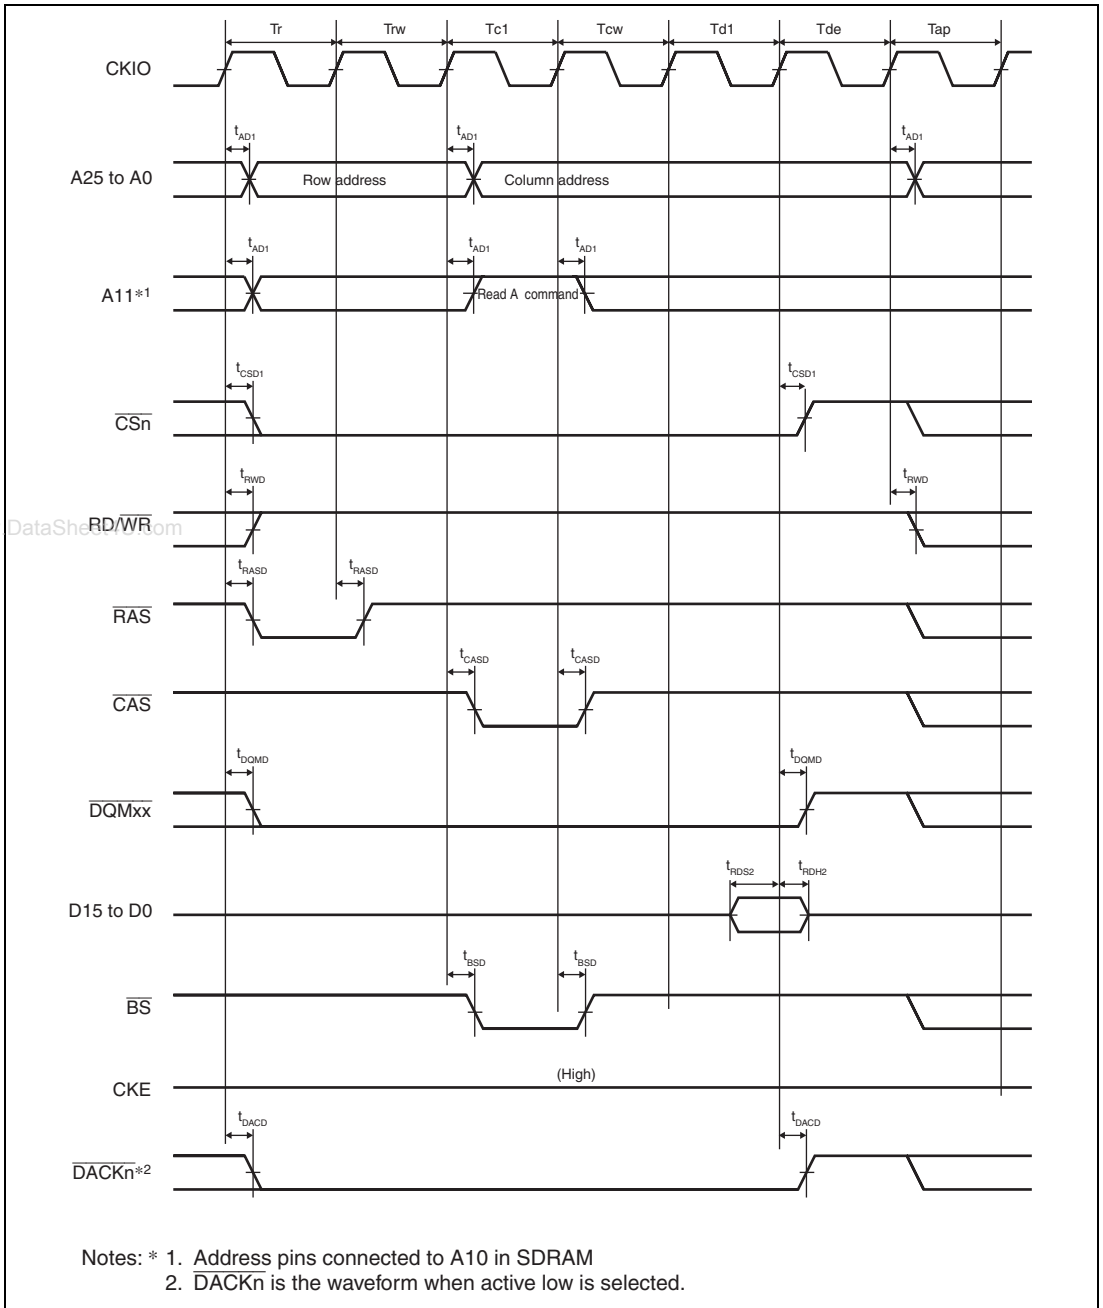 Tr Trw Tc1 Tcw Td1 Tde Tap
CKIO
tAD1 tAD1 tAD1
A25 to A0 Row address Column address
tAD1 tAD1 tAD1
A11*1 Read A command
tCSD1 tCSD1
CSn
tRWD tRWD
RD/WR
DataSheet4U.com
tRASD tRASD
RAS
tCASD tCASD
CAS
tDQMD tDQMD
DQMxx
tRDS2 tRDH2
D15 to D0
tBSD tBSD
BS
(High)
CKE
tDACD tDACD
DACKn*2
Notes: * 1. Address pins connected to A10 in SDRAM
2. DACKn is the waveform when active low is selected.